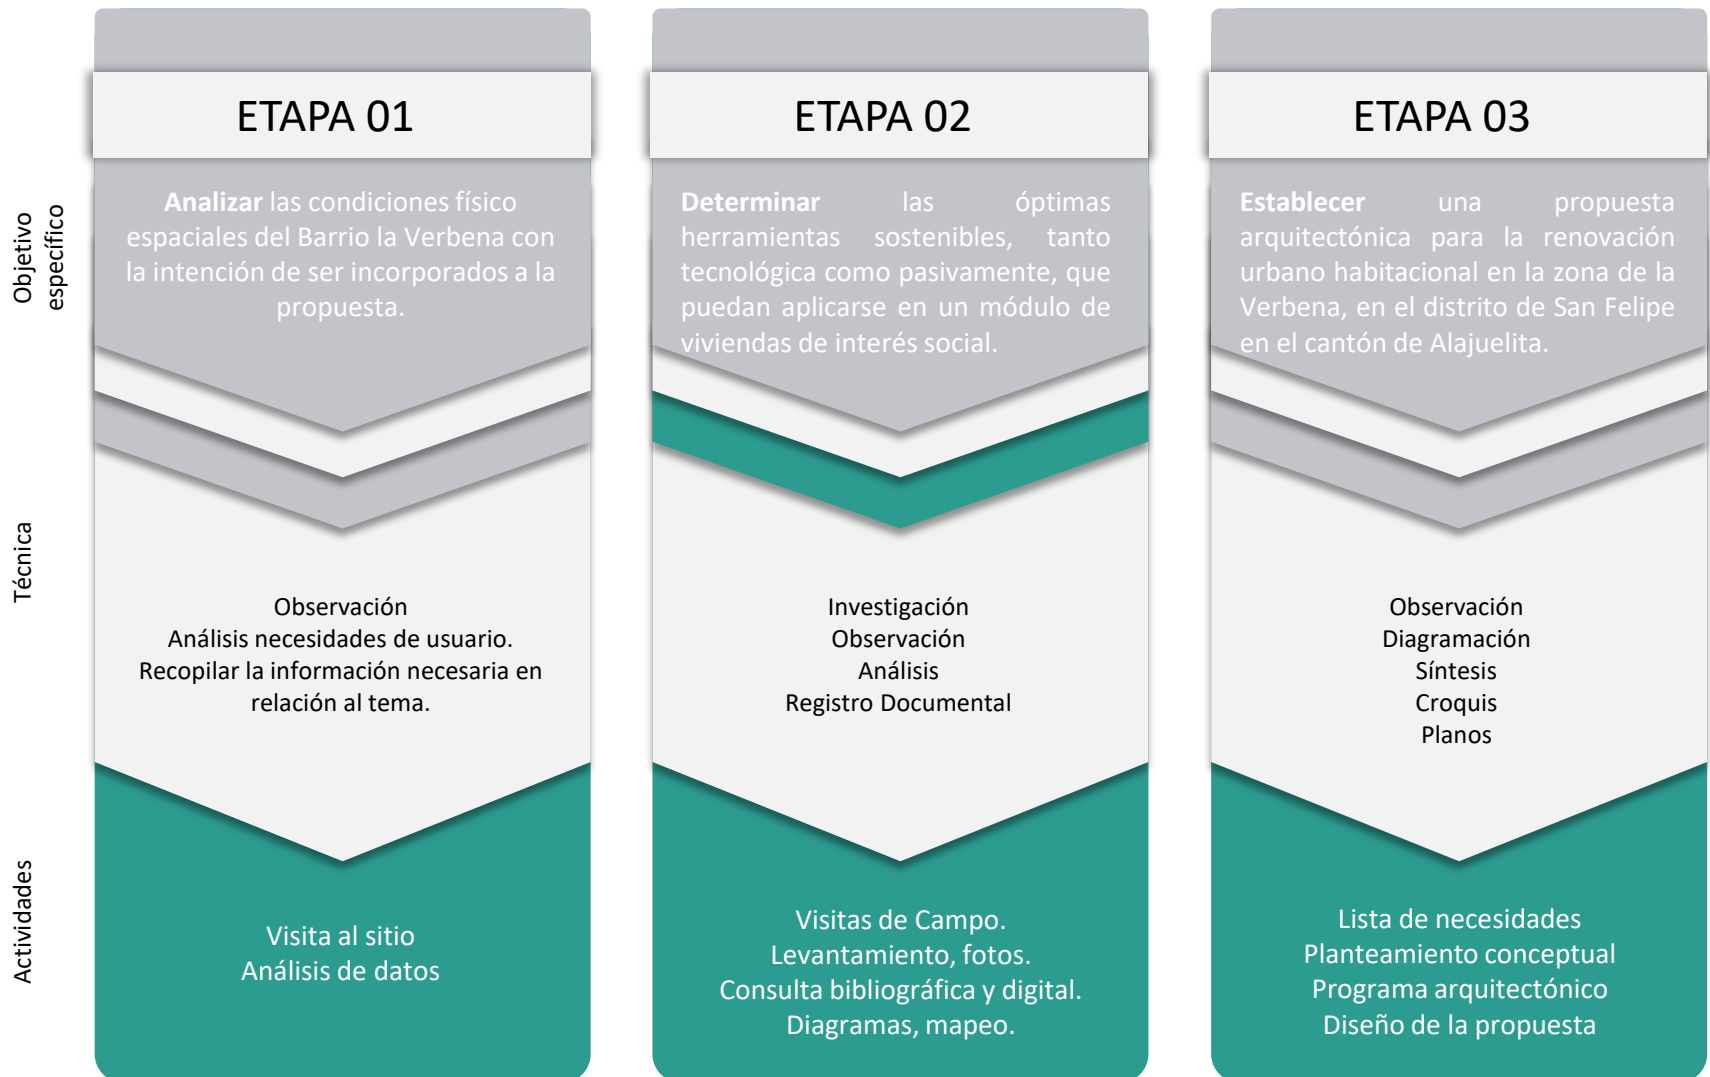 ETAPA 01
ETAPA 02
ETAPA 03
Objetivo
específico
Analizar las condiciones físico
espaciales del Barrio la Verbena con
la intención de ser incorporados a la
propuesta.
Determinar las óptimas
herramientas sostenibles, tanto
tecnológica como pasivamente, que
puedan aplicarse en un módulo de
viviendas de interés social.
Establecer una propuesta
arquitectónica para la renovación
urbano habitacional en la zona de la
Verbena, en el distrito de San Felipe
en el cantón de Alajuelita.
Técnica
Observación
Análisis necesidades de usuario.
Recopilar la información necesaria en
relación al tema.
Investigación
Observación
Análisis
Registro Documental
Observación
Diagramación
Síntesis
Croquis
Planos
Actividades
Visita al sitio
Análisis de datos
Visitas de Campo.
Levantamiento, fotos.
Consulta bibliográfica y digital.
Diagramas, mapeo.
Lista de necesidades
Planteamiento conceptual
Programa arquitectónico
Diseño de la propuesta